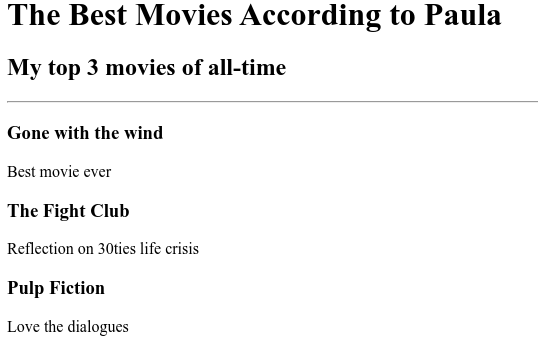 The Best Movies According to Paula
My top 3 movies of all-time
Gone with the wind
Best movie ever
The Fight Club
Reflection on 30ties life crisis
Pulp Fiction
Love the dialogues